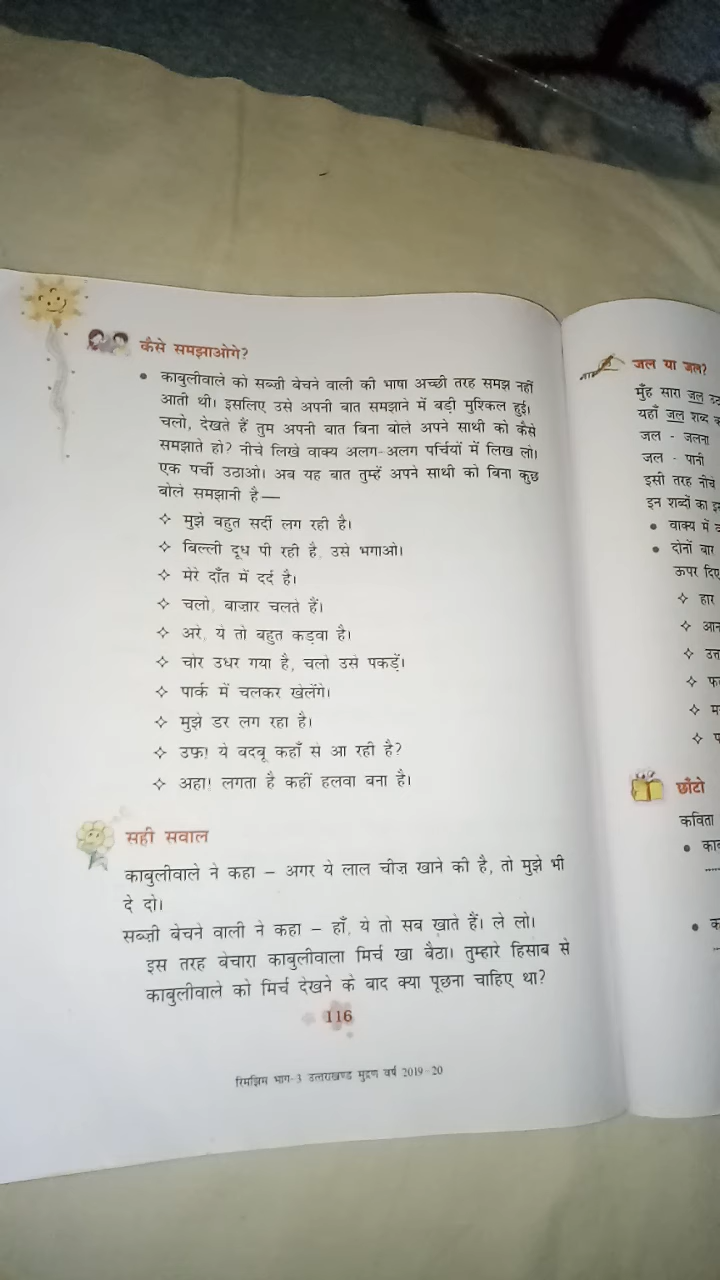 कैसे समझाओगे?
• काबुलीवाले को सब्ज़ी बेचने वाली की भाषा अच्छी तरह समझ नहीं
आती थी। इसलिए उसे अपनी बात समझाने में बड़ी मुश्किल हुई।
चलो, देखते हैं तुम अपनी बात बिना बोले अपने साथी को कैसे
समझाते हो? नीचे लिखे वाक्य अलग-अलग पर्चियों में लिख लो।
एक पर्ची उठाओ। अब यह बात तुम्हें अपने साथी को बिना कुछ
बोले समझानी है—
✧ मुझे बहुत सर्दी लग रही है।
✧ बिल्ली दूध पी रही है, उसे भगाओ।
✧ मेरे दाँत में दर्द है।
✧ चलो, बाज़ार चलते हैं।
✧ अरे, ये तो बहुत कड़वा है।
✧ चोर उधर गया है, चलो उसे पकड़ें।
✧ पार्क में चलकर खेलेंगे।
✧ मुझे डर लग रहा है।
✧ उफ़! ये बदबू कहाँ से आ रही है?
✧ अहा! लगता है कहीं हलवा बना है।
सही सवाल
काबुलीवाले ने कहा – अगर ये लाल चीज़ खाने की है, तो मुझे भी
दे दो।
सब्ज़ी बेचने वाली ने कहा – हाँ, ये तो सब खाते हैं। ले लो।
इस तरह बेचारा काबुलीवाला मिर्च खा बैठा। तुम्हारे हिसाब से
काबुलीवाले को मिर्च देखने के बाद क्या पूछना चाहिए था?
116
रिमझिम भाग-3 उत्तराखण्ड मुद्रण वर्ष 2019-20
जल या जल?
मुँह सारा जल
यहाँ जल शब्द
जल - जलना
जल - पानी
इसी तरह नीचे
इन शब्दों का
• वाक्य में
• दोनों बार
ऊपर
✧ हार
✧
✧
✧
✧
✧
छाँटो
कविता
•
•